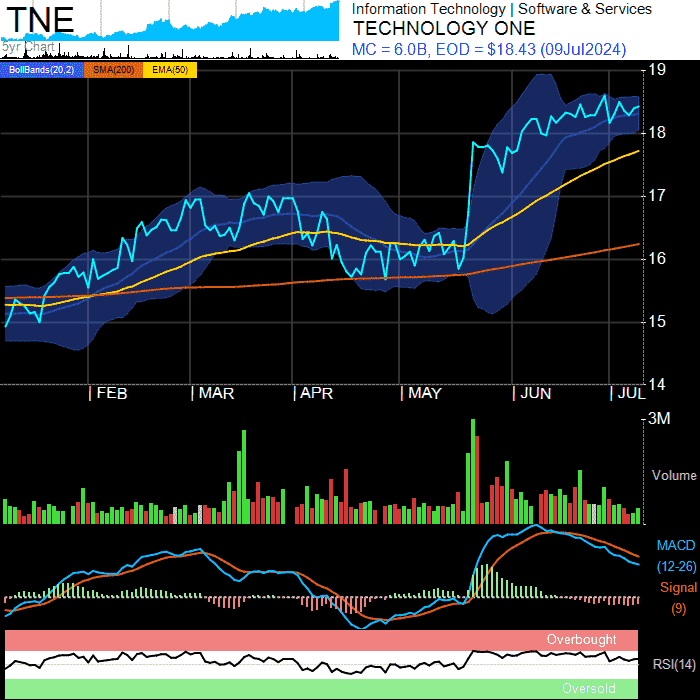 TNE
Information Technology | Software & Services
TECHNOLOGY ONE
MC = 6.0B, EOD = $18.43 (09Jul2024)
5yr Chart
BollBands(20,2) SMA(200) EMA(50)
19
18
17
16
15
14
| FEB | MAR | APR | MAY | JUN | JUL
3M
Volume
MACD
(12-26)
Signal
(9)
Overbought
RSI(14)
Oversold